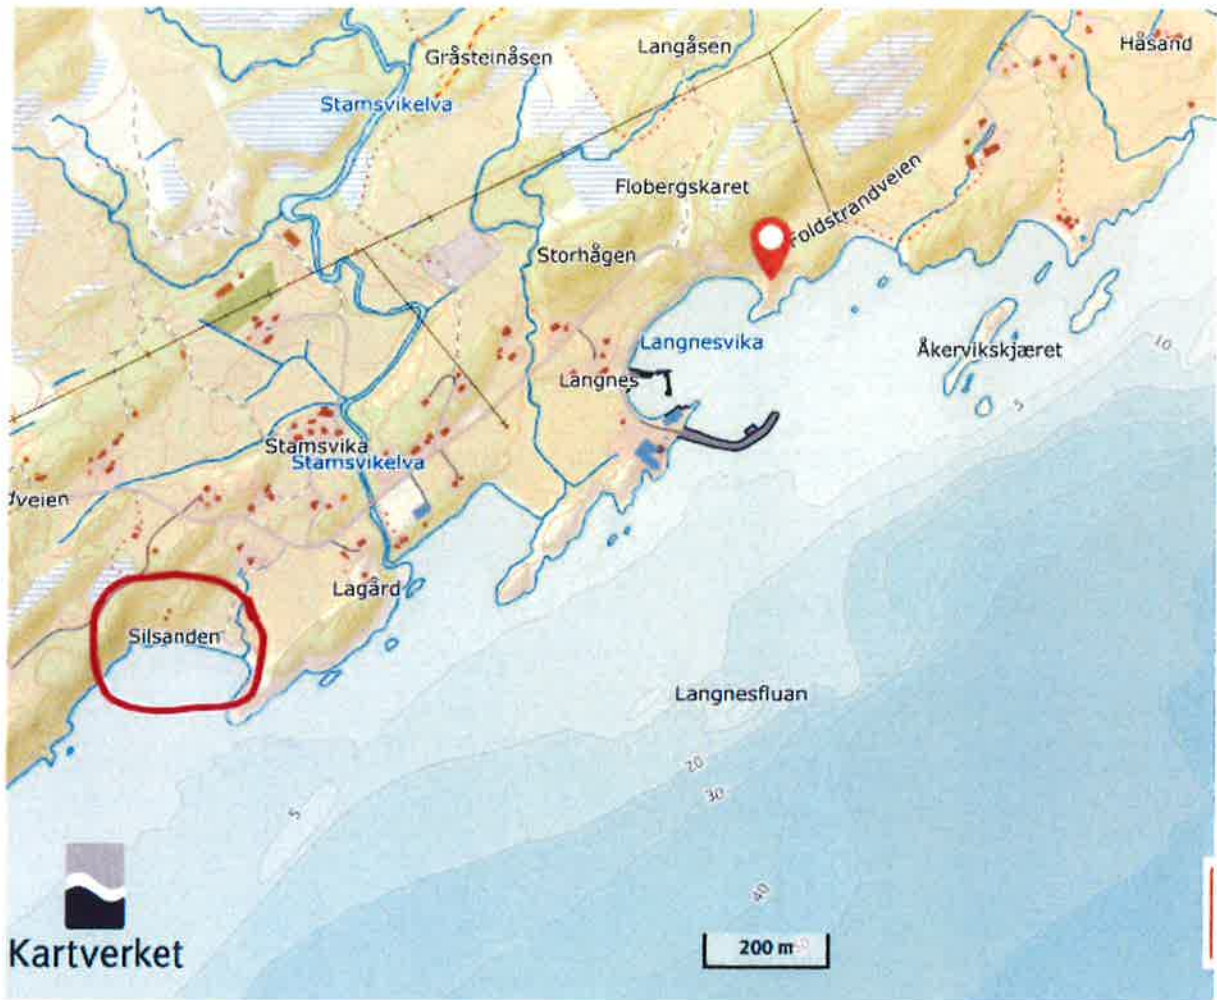 Gråsteinåsen
Langåsen
Håsand
Stamsvikelva
Flobergskaret
Foldstrandveien
Storhågen
Langnesvika
Åkervikskjæret
10
5
Langnes
Stamsvika
Stamsvikelva
dveien
Lagård
Silsanden
Langnesfluan
20
30
5
40
Kartverket
200 m